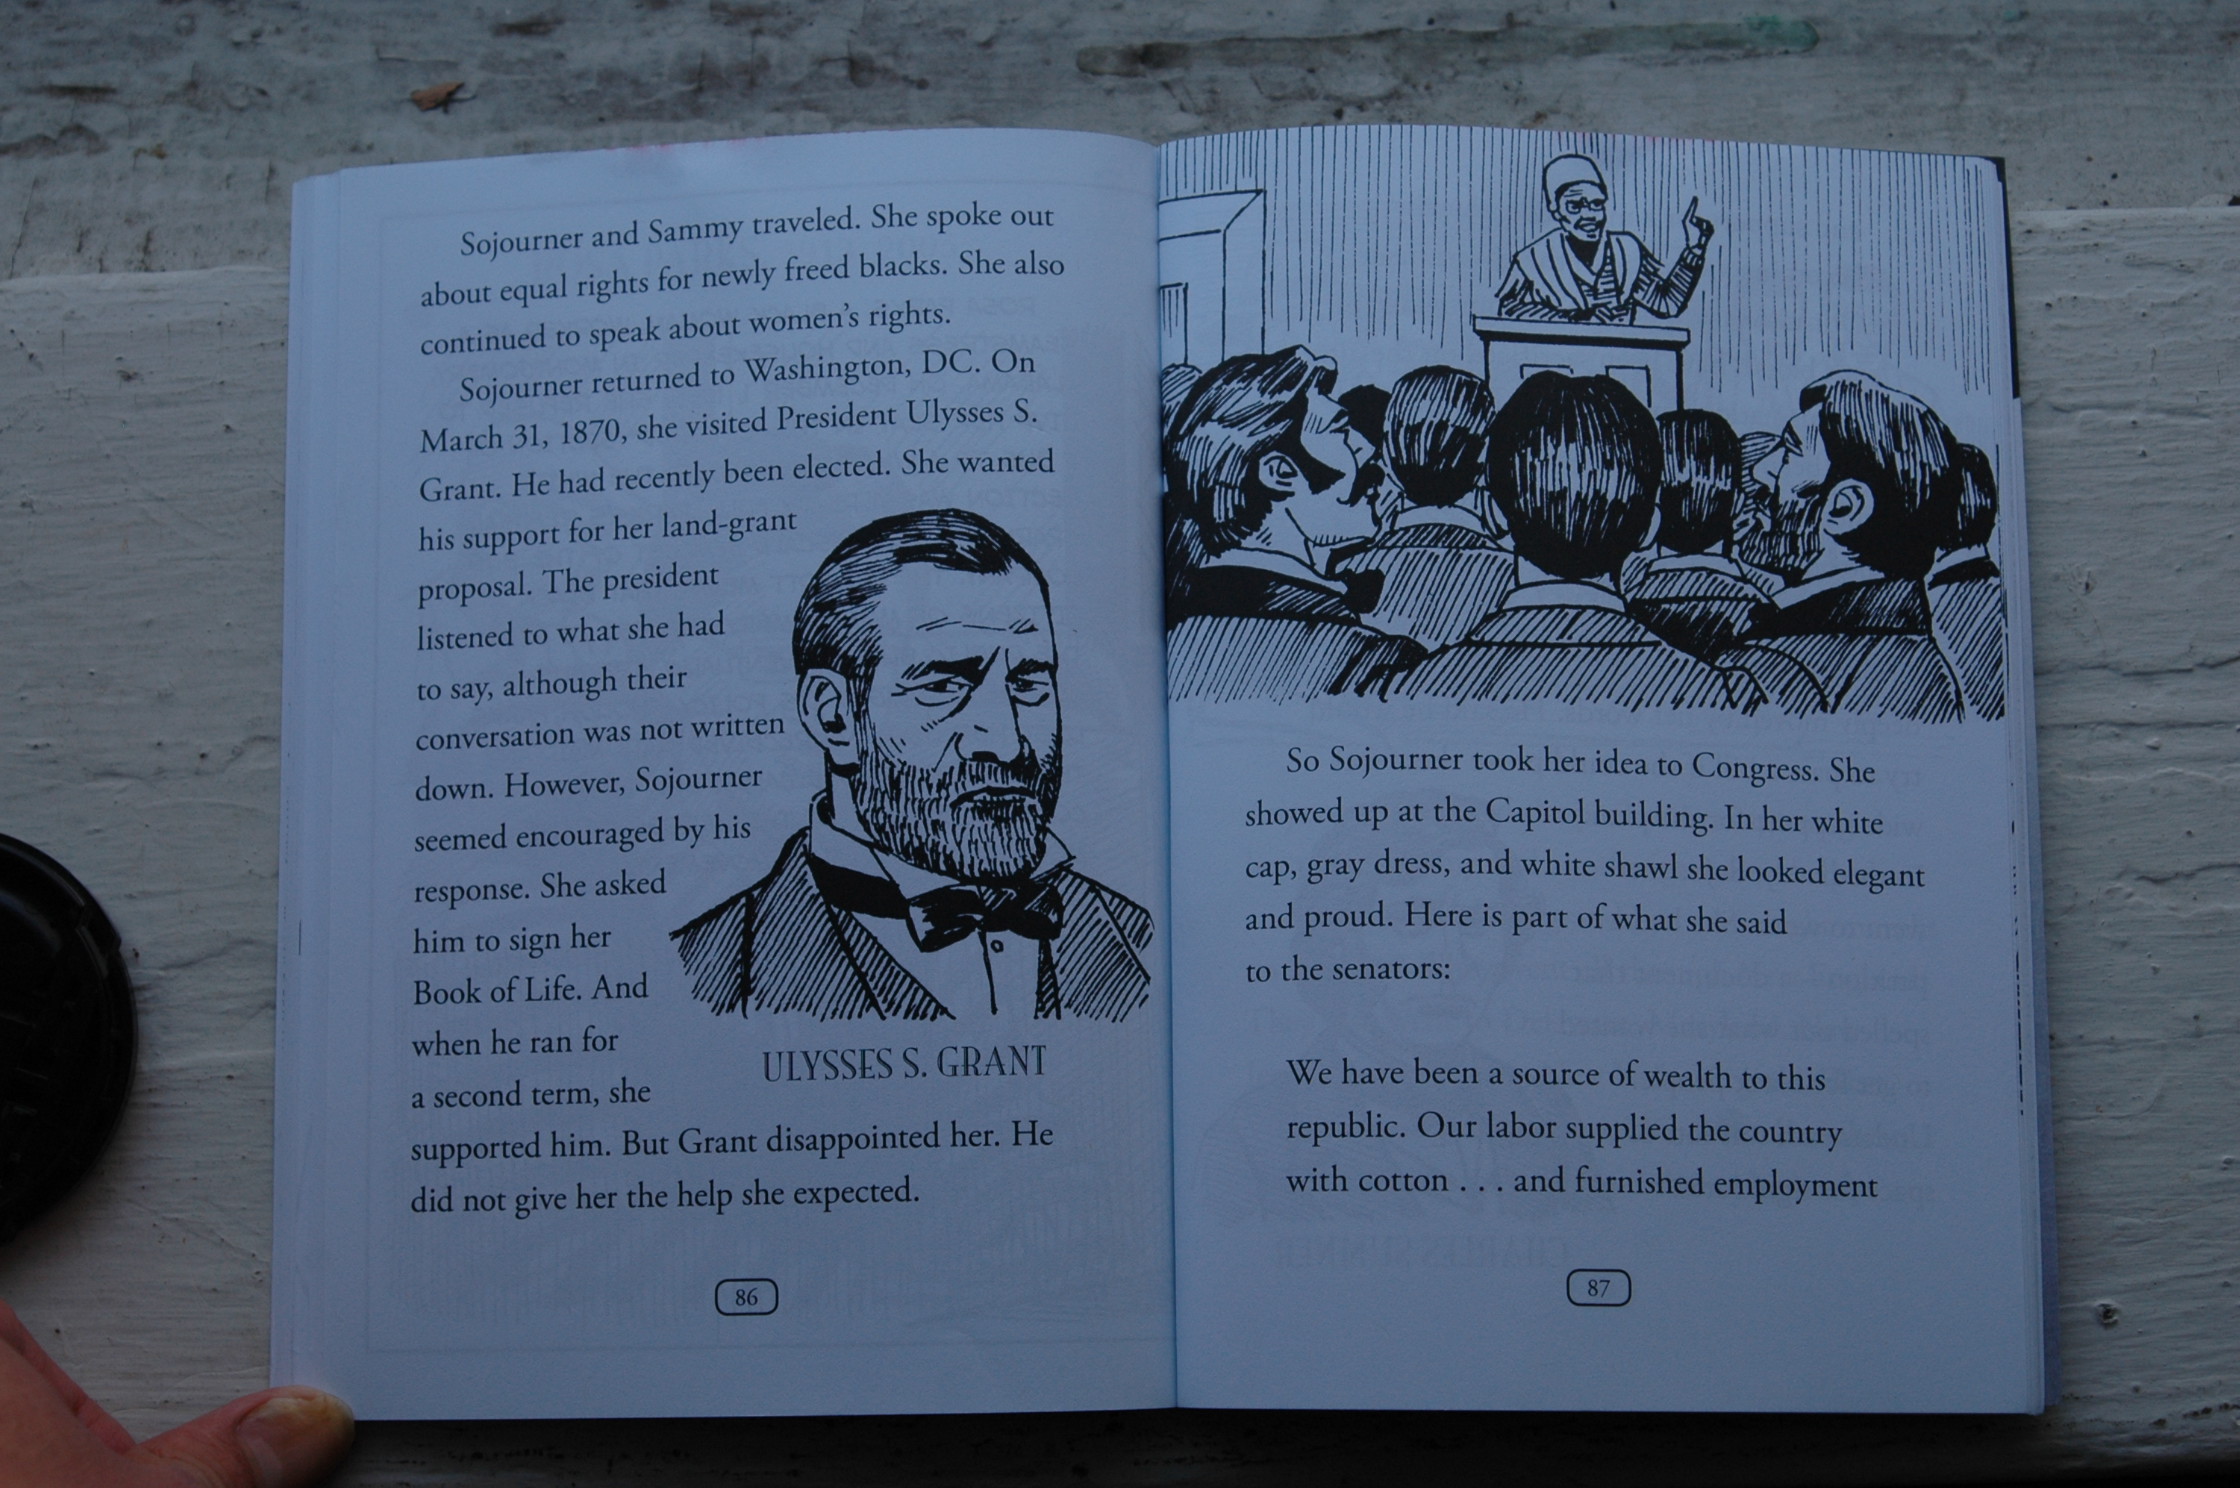 Sojourner and Sammy traveled. She spoke out
about equal rights for newly freed blacks. She also
continued to speak about women's rights.
Sojourner returned to Washington, DC. On
March 31, 1870, she visited President Ulysses S.
Grant. He had recently been elected. She wanted
his support for her land-grant
proposal. The president
listened to what she had
to say, although their
conversation was not written
down. However, Sojourner
seemed encouraged by his
response. She asked
him to sign her
Book of Life. And
when he ran for
a second term, she
supported him. But Grant disappointed her. He
did not give her the help she expected.
ULYSSES S. GRANT
86
So Sojourner took her idea to Congress. She
showed up at the Capitol building. In her white
cap, gray dress, and white shawl she looked elegant
and proud. Here is part of what she said
to the senators:
We have been a source of wealth to this
republic. Our labor supplied the country
with cotton . . . and furnished employment
87